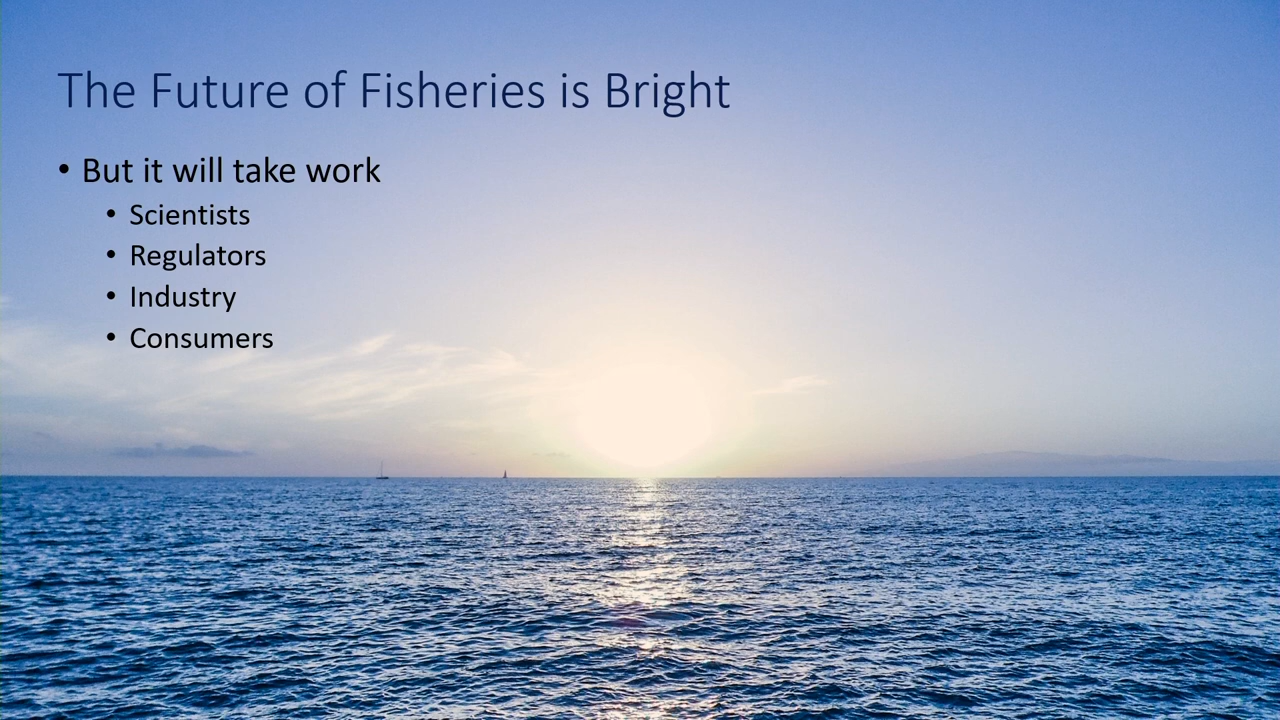 The Future of Fisheries is Bright
• But it will take work
• Scientists
• Regulators
• Industry
• Consumers